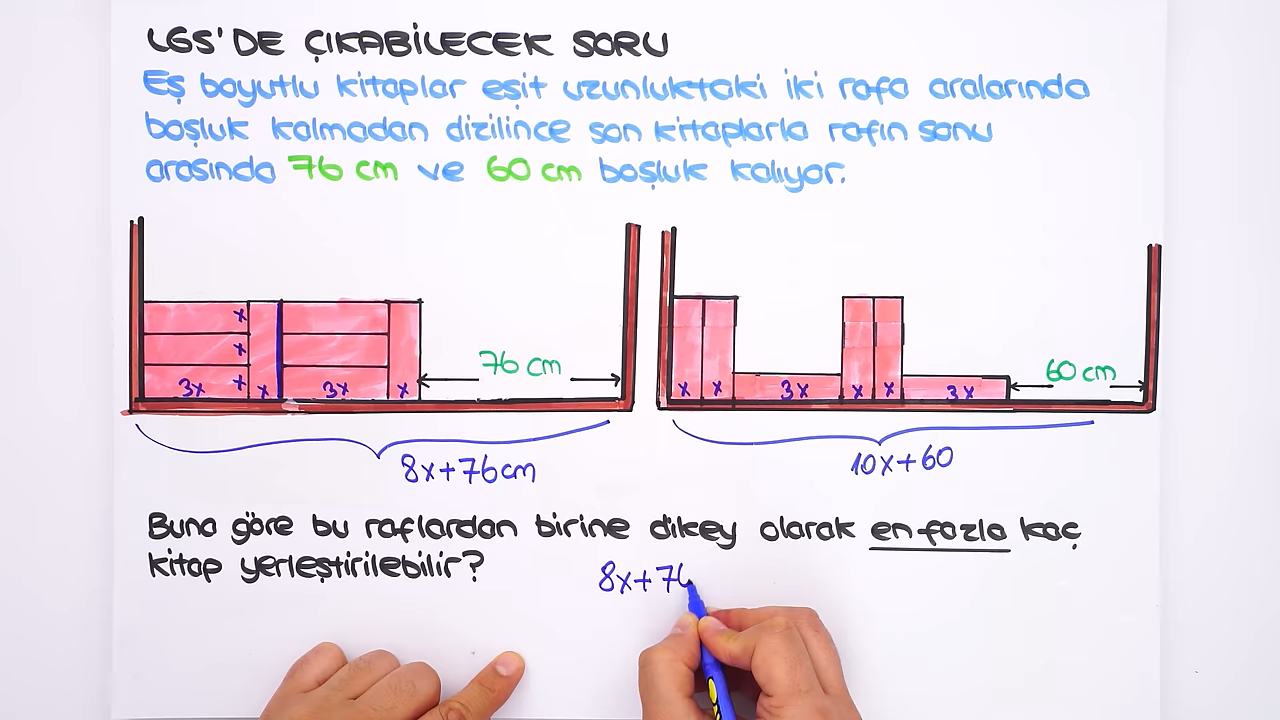 LGS'DE ÇIKABİLECEK SORU
Eş boyutlu kitaplar eşit uzunluktaki iki rafa aralarında
boşluk kalmadan dizilince son kitaplarla rafın sonu
arasında 76 cm ve 60 cm boşluk kalıyor.
x
x
3x x x 3x x
76 cm
x x 3x x x 3x
60 cm
8x+76cm
10x+60
Buna göre bu raflardan birine dikey olarak en fazla kaç
kitap yerleştirilebilir?
8x+76